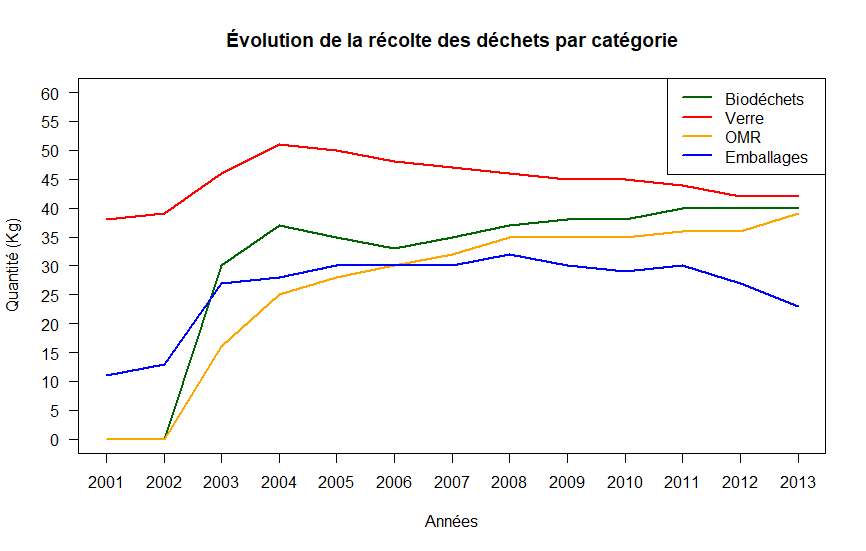 Évolution de la récolte des déchets par catégorie
Biodéchets
Verre
OMR
Emballages
Quantité (Kg)
60
55
50
45
40
35
30
25
20
15
10
5
0
2001 2002 2003 2004 2005 2006 2007 2008 2009 2010 2011 2012 2013
Années